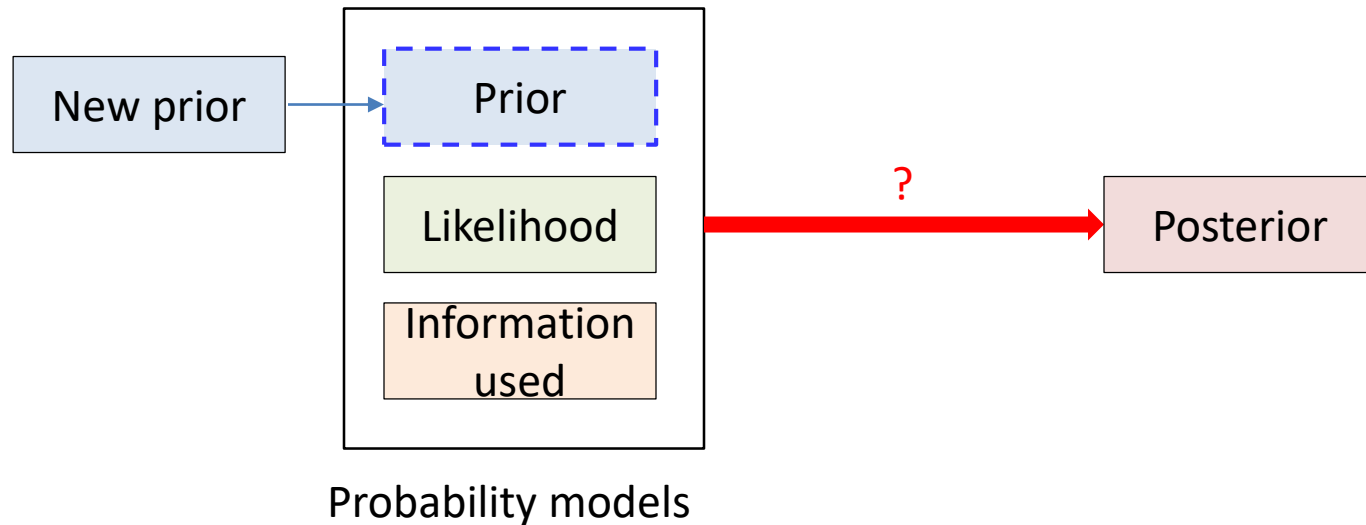 New prior
Prior
?
Likelihood
Posterior
Information
used
Probability models